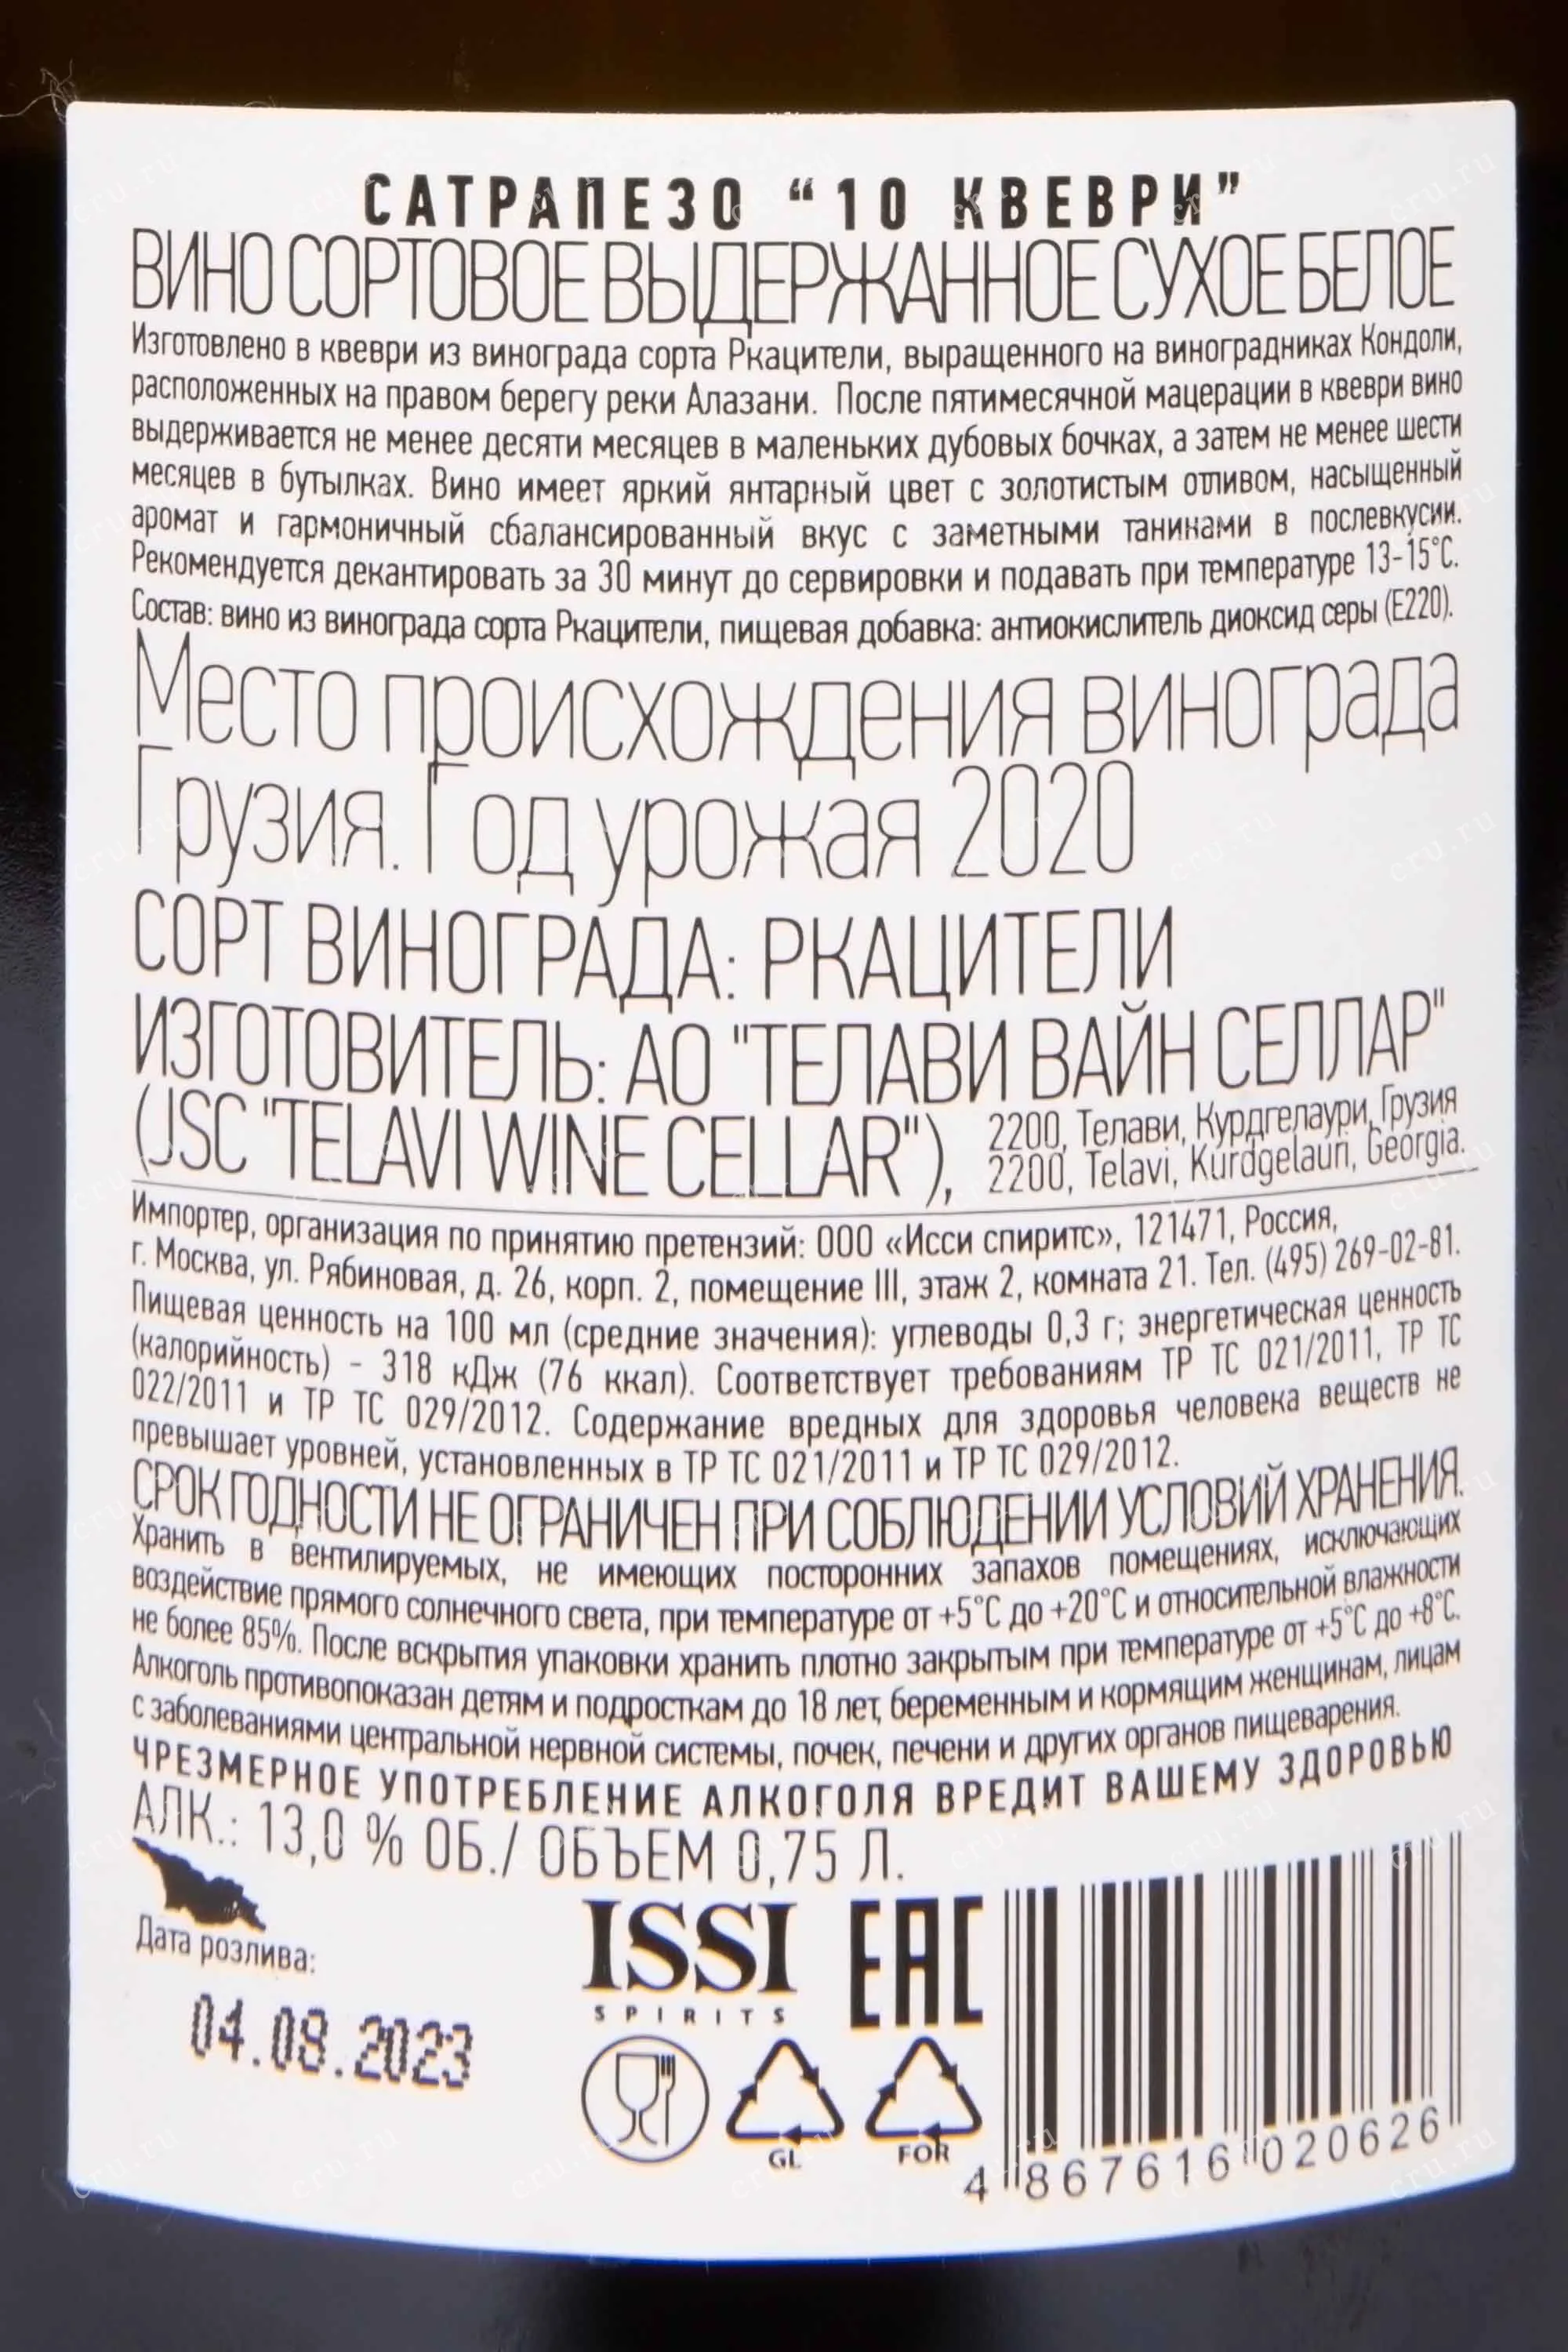 САТРАПЕЗО “10 КВЕВРИ”
ВИНО СОРТОВОЕ ВЫДЕРЖАННОЕ СУХОЕ БЕЛОЕ
Изготовлено в квеври из винограда сорта Ркацители, выращенного на виноградниках Кондоли,
расположенных на правом берегу реки Алазани. После пятимесячной мацерации в квеври вино
выдерживается не менее десяти месяцев в маленьких дубовых бочках, а затем не менее шести
месяцев в бутылках. Вино имеет яркий янтарный цвет с золотистым отливом, насыщенный
аромат и гармоничный сбалансированный вкус с заметными танинами в послевкусии.
Рекомендуется декантировать за 30 минут до сервировки и подавать при температуре 13-15°С.
Состав: вино из винограда сорта Ркацители, пищевая добавка: антиокислитель диоксид серы (Е220).
Место происхождения винограда
Грузия. Год урожая 2020
СОРТ ВИНОГРАДА: РКАЦИТЕЛИ
ИЗГОТОВИТЕЛЬ: АО "ТЕЛАВИ ВАЙН СЕЛЛАР"
(JSC "TELAVI WINE CELLAR"), 2200, Телави, Курдгелаури, Грузия
2200, Telavi, Kurdgelauri, Georgia.
Импортер, организация по принятию претензий: ООО «Исси спиритс», 121471, Россия,
г. Москва, ул. Рябиновая, д. 26, корп. 2, помещение III, этаж 2, комната 21. Тел. (495) 269-02-81.
Пищевая ценность на 100 мл (средние значения): углеводы 0,3 г; энергетическая ценность
(калорийность) - 318 кДж (76 ккал). Соответствует требованиям ТР ТС 021/2011, ТР ТС
022/2011 и ТР ТС 029/2012. Содержание вредных для здоровья человека веществ не
превышает уровней, установленных в ТР ТС 021/2011 и ТР ТС 029/2012.
СРОК ГОДНОСТИ НЕ ОГРАНИЧЕН ПРИ СОБЛЮДЕНИИ УСЛОВИЙ ХРАНЕНИЯ.
Хранить в вентилируемых, не имеющих посторонних запахов помещениях, исключающих
воздействие прямого солнечного света, при температуре от +5°С до +20°С и относительной влажности
не более 85%. После вскрытия упаковки хранить плотно закрытым при температуре от +5°С до +8°С.
Алкоголь противопоказан детям и подросткам до 18 лет, беременным и кормящим женщинам, лицам
с заболеваниями центральной нервной системы, почек, печени и других органов пищеварения.
ЧРЕЗМЕРНОЕ УПОТРЕБЛЕНИЕ АЛКОГОЛЯ ВРЕДИТ ВАШЕМУ ЗДОРОВЬЮ
АЛК.: 13,0 % ОБ./ ОБЪЕМ 0,75 Л.
Дата розлива:
04.08.2023
ISSI
SPIRITS
EAC
GL
FOR
4 867616 020626
cru.ru